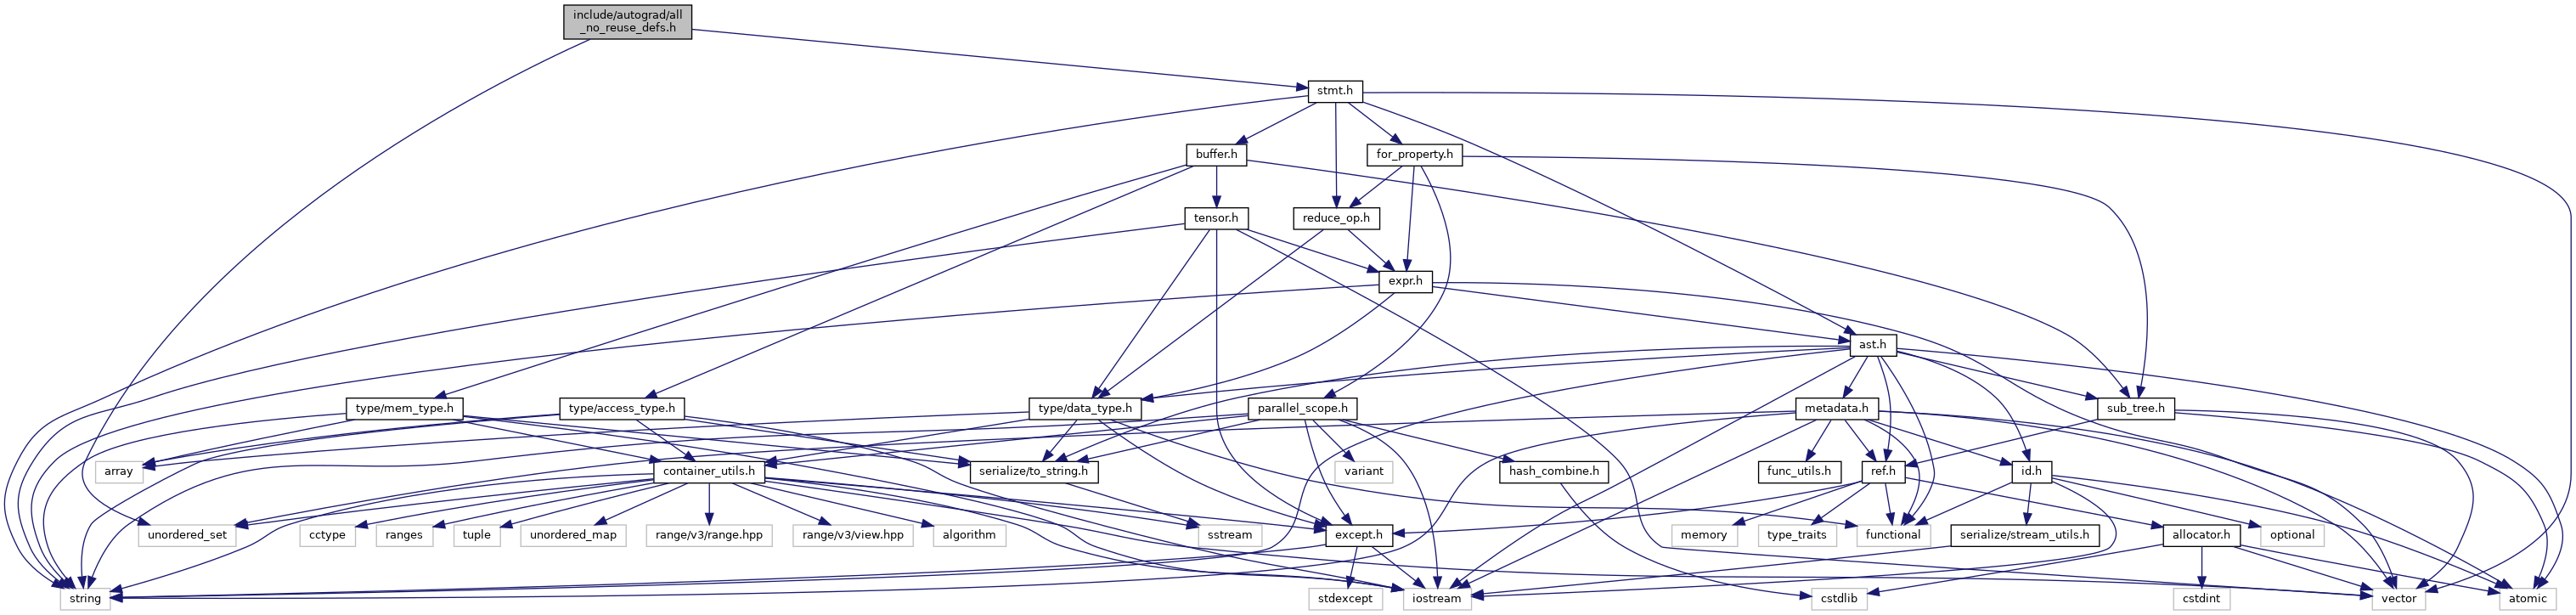 include/autograd/all
_no_reuse_defs.h
stmt.h
buffer.h
for_property.h
tensor.h
reduce_op.h
expr.h
ast.h
type/mem_type.h
type/access_type.h
type/data_type.h
parallel_scope.h
metadata.h
sub_tree.h
array
container_utils.h
serialize/to_string.h
variant
hash_combine.h
func_utils.h
ref.h
id.h
unordered_set
cctype
ranges
tuple
unordered_map
range/v3/range.hpp
range/v3/view.hpp
algorithm
sstream
except.h
memory
type_traits
functional
serialize/stream_utils.h
allocator.h
optional
string
iostream
stdexcept
cstdlib
cstdint
vector
atomic